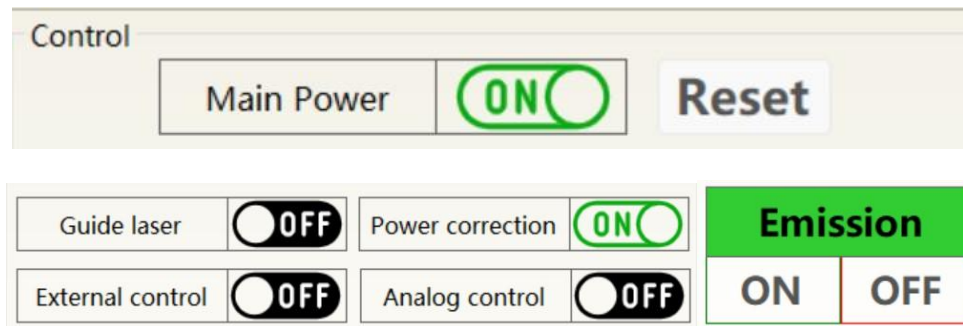 Control
Main Power ON Reset
Guide laser OFF Power correction ON Emission
External control OFF Analog control OFF ON OFF